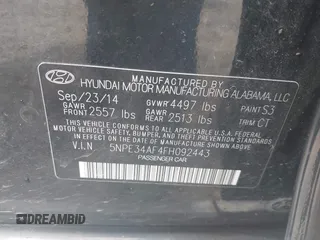 MANUFACTURED BY
HYUNDAI MOTOR MANUFACTURING ALABAMA, LLC
Sep/23/14 GVWR 4497 lbs PAINT S3
GAWR FRONT 2557 lbs GAWR REAR 2513 lbs TRIM CT
THIS VEHICLE CONFORMS TO ALL APPLICABLE U.S. FEDERAL
MOTOR VEHICLE SAFETY, BUMPER, AND THEFT PREVENTION
STANDARDS IN EFFECT ON THE DATE OF MANUFACTURE
SHOWN ABOVE.
V.I.N 5NPE34AF4FH092443
PASSENGER CAR
DIDAMBID